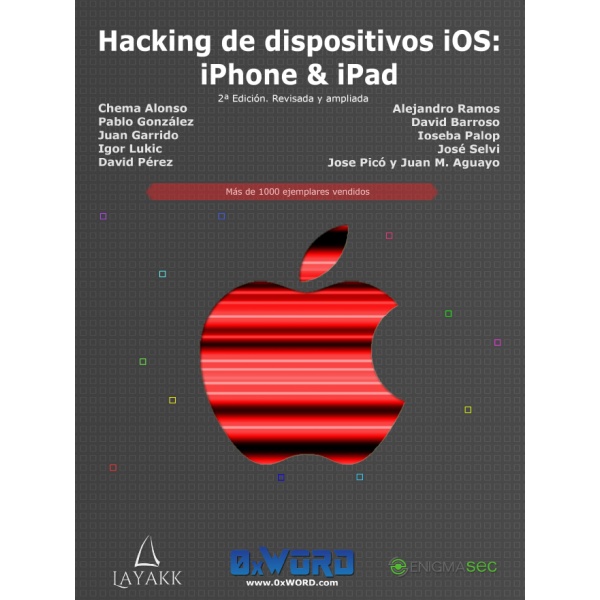 Hacking de dispositivos iOS:
iPhone & iPad
2ª Edición. Revisada y ampliada
Chema Alonso
Pablo González
Juan Garrido
Igor Lukic
David Pérez
Alejandro Ramos
David Barroso
Ioseba Palop
José Selvi
Jose Picó y Juan M. Aguayo
Más de 1000 ejemplares vendidos
LAYAKK
0xWORD
www.0xWORD.com
ENIGMASEC